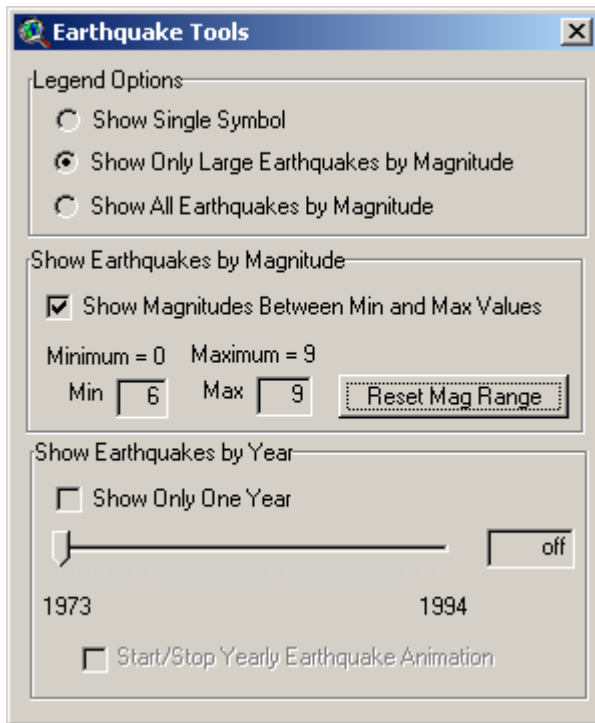 Earthquake Tools
Legend Options
Show Single Symbol
Show Only Large Earthquakes by Magnitude
Show All Earthquakes by Magnitude
Show Earthquakes by Magnitude
Show Magnitudes Between Min and Max Values
Minimum = 0 Maximum = 9
Min 6 Max 9 Reset Mag Range
Show Earthquakes by Year
Show Only One Year
off
1973 1994
Start/Stop Yearly Earthquake Animation